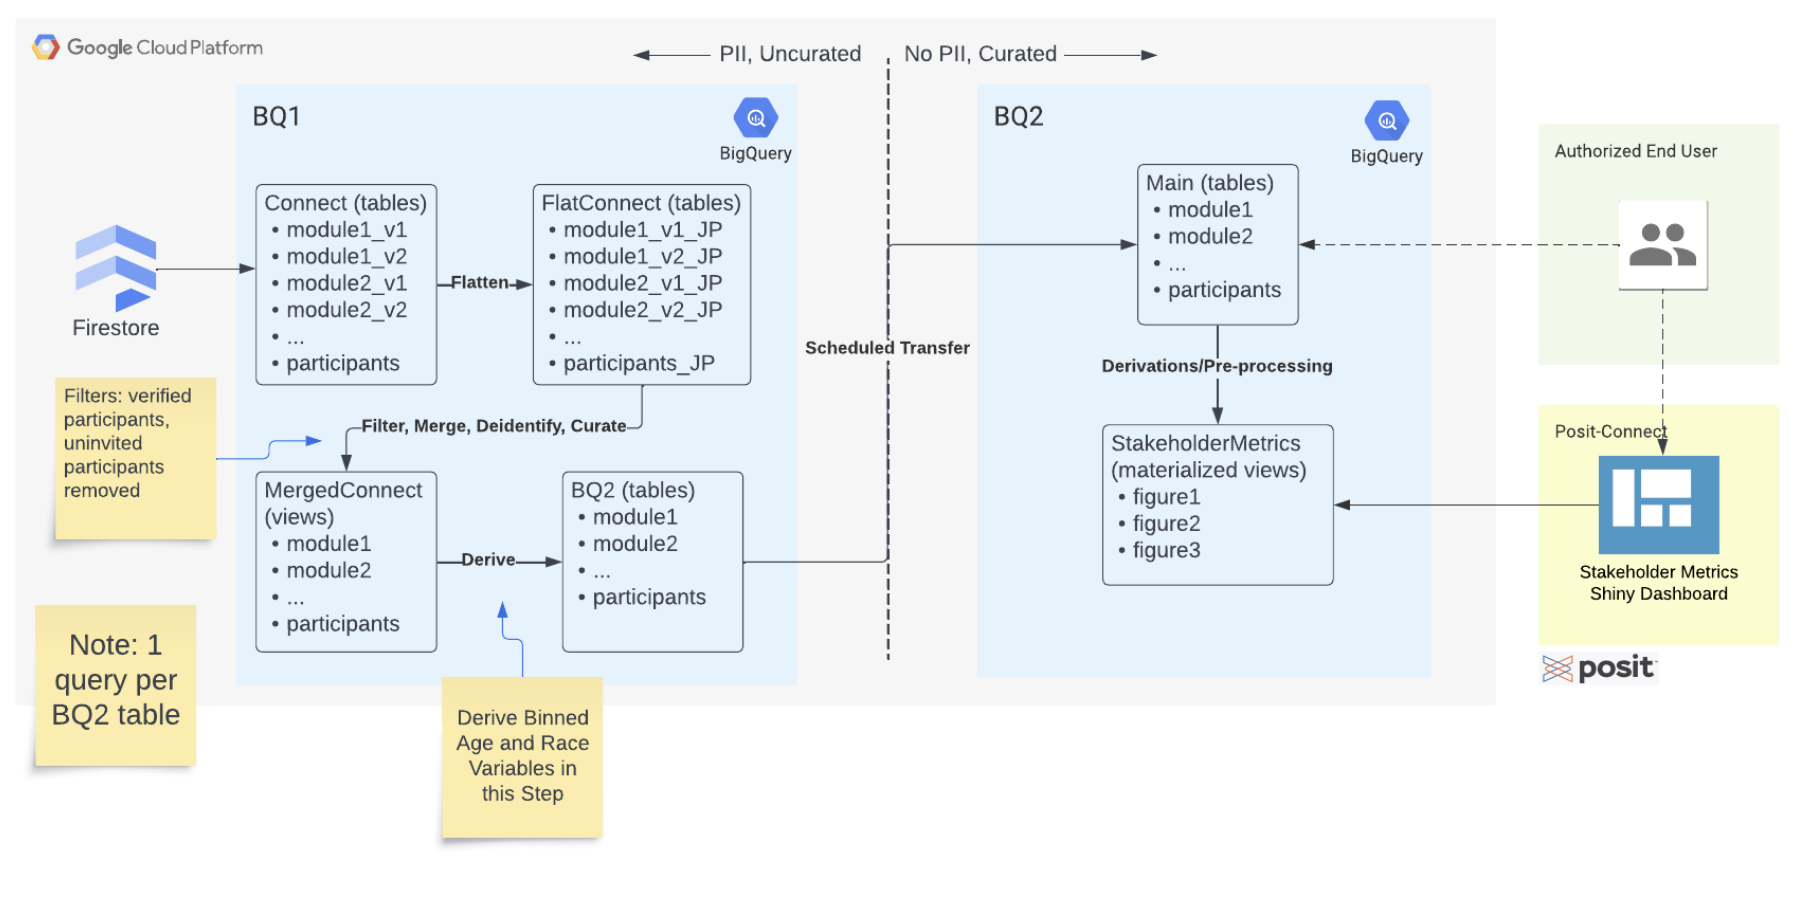 Google Cloud Platform
PII, Uncurated
No PII, Curated
BQ1
BigQuery
Connect (tables)
• module1_v1
• module1_v2
• module2_v1
• module2_v2
• ...
• participants
Flatten
FlatConnect (tables)
• module1_v1_JP
• module1_v2_JP
• module2_v1_JP
• module2_v2_JP
• ...
• participants_JP
Firestore
Filters: verified
participants,
uninvited
participants
removed
Filter, Merge, Deidentify, Curate
MergedConnect
(views)
• module1
• module2
• ...
• participants
Derive
BQ2 (tables)
• module1
• module2
• ...
• participants
Note: 1
query per
BQ2 table
Derive Binned
Age and Race
Variables in
this Step
Scheduled Transfer
BQ2
BigQuery
Main (tables)
• module1
• module2
• ...
• participants
Derivations/Pre-processing
StakeholderMetrics
(materialized views)
• figure1
• figure2
• figure3
Authorized End User
Posit-Connect
Stakeholder Metrics
Shiny Dashboard
posit